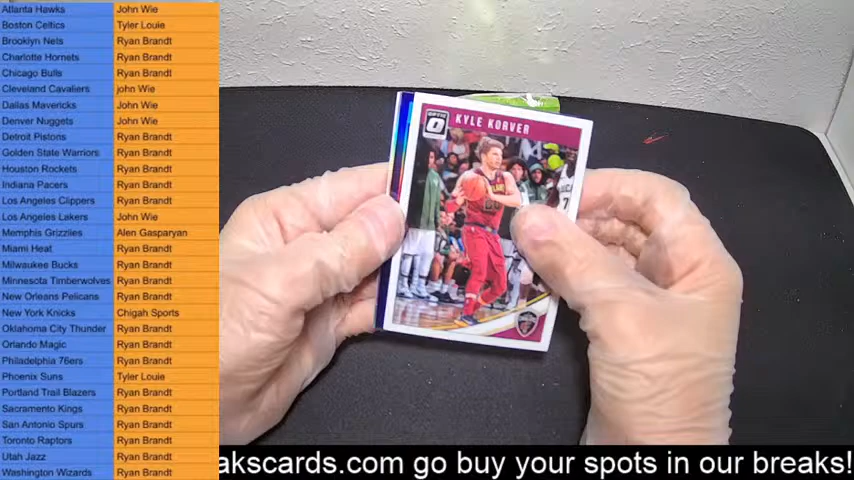 Atlanta Hawks John Wie
Boston Celtics Tyler Louie
Brooklyn Nets Ryan Brandt
Charlotte Hornets Ryan Brandt
Chicago Bulls Ryan Brandt
Cleveland Cavaliers john Wie
Dallas Mavericks John Wie
Denver Nuggets John Wie
Detroit Pistons Ryan Brandt
Golden State Warriors Ryan Brandt
Houston Rockets Ryan Brandt
Indiana Pacers Ryan Brandt
Los Angeles Clippers Ryan Brandt
Los Angeles Lakers John Wie
Memphis Grizzlies Alen Gasparyan
Miami Heat Ryan Brandt
Milwaukee Bucks Ryan Brandt
Minnesota Timberwolves Ryan Brandt
New Orleans Pelicans Ryan Brandt
New York Knicks Chigah Sports
Oklahoma City Thunder Ryan Brandt
Orlando Magic Ryan Brandt
Philadelphia 76ers Ryan Brandt
Phoenix Suns Tyler Louie
Portland Trail Blazers Ryan Brandt
Sacramento Kings Ryan Brandt
San Antonio Spurs Ryan Brandt
Toronto Raptors Ryan Brandt
Utah Jazz Ryan Brandt
Washington Wizards Ryan Brandt
KYLE KORVER
akscards.com go buy your spots in our breaks!